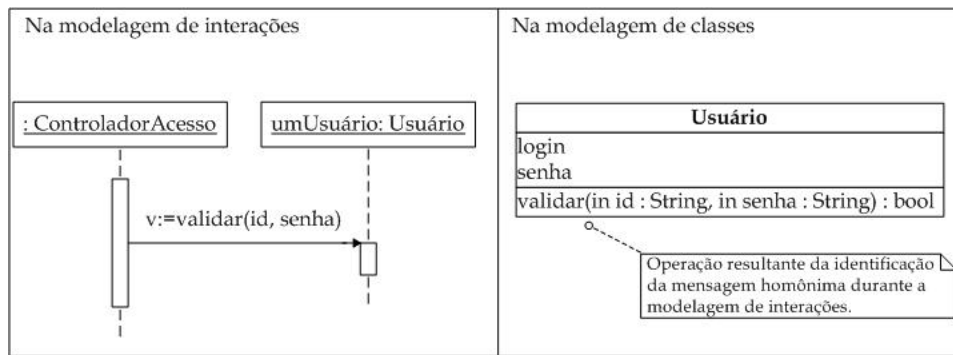 Na modelagem de interações
: ControladorAcesso
umUsuário: Usuário
v:=validar(id, senha)
Na modelagem de classes
Usuário
login
senha
validar(in id : String, in senha : String) : bool
Operação resultante da identificação
da mensagem homônima durante a
modelagem de interações.